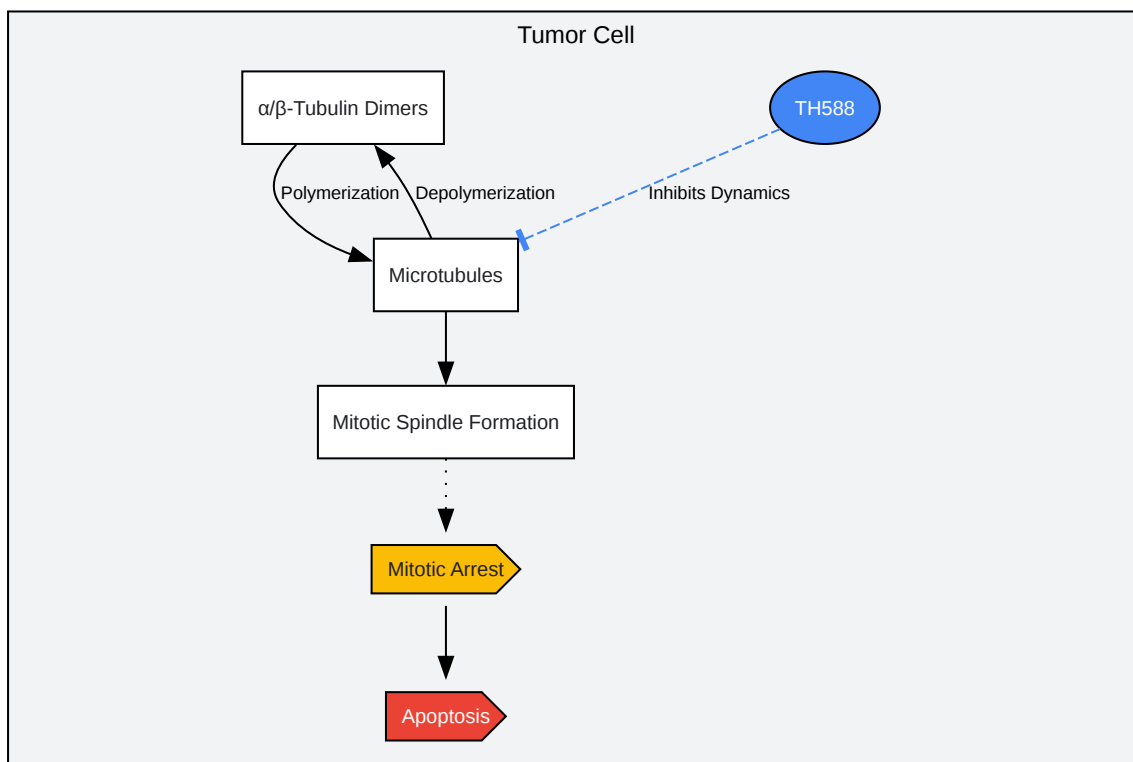 Tumor Cell
α/β-Tubulin Dimers
TH588
Polymerization
Depolymerization
Inhibits Dynamics
Microtubules
Mitotic Spindle Formation
Mitotic Arrest
Apoptosis